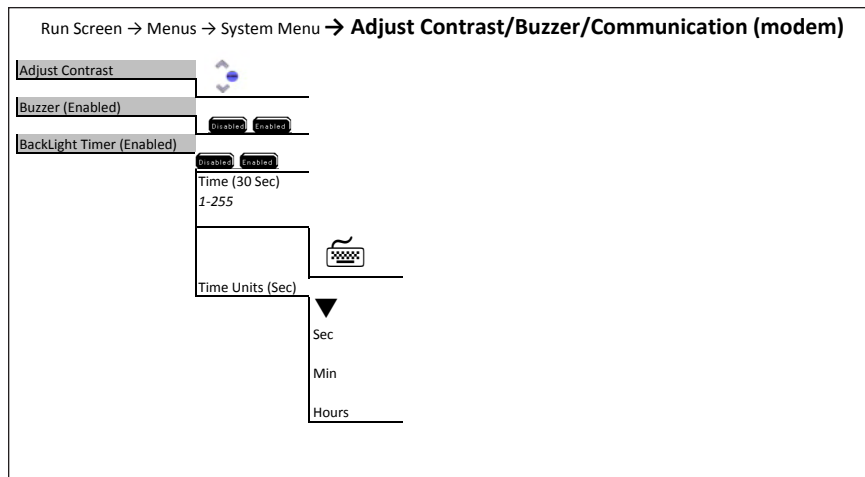 Run Screen → Menus → System Menu → Adjust Contrast/Buzzer/Communication (modem)
Adjust Contrast
Buzzer (Enabled)
Disabled Enabled
BackLight Timer (Enabled)
Disabled Enabled
Time (30 Sec)
1-255
Time Units (Sec)
Sec
Min
Hours